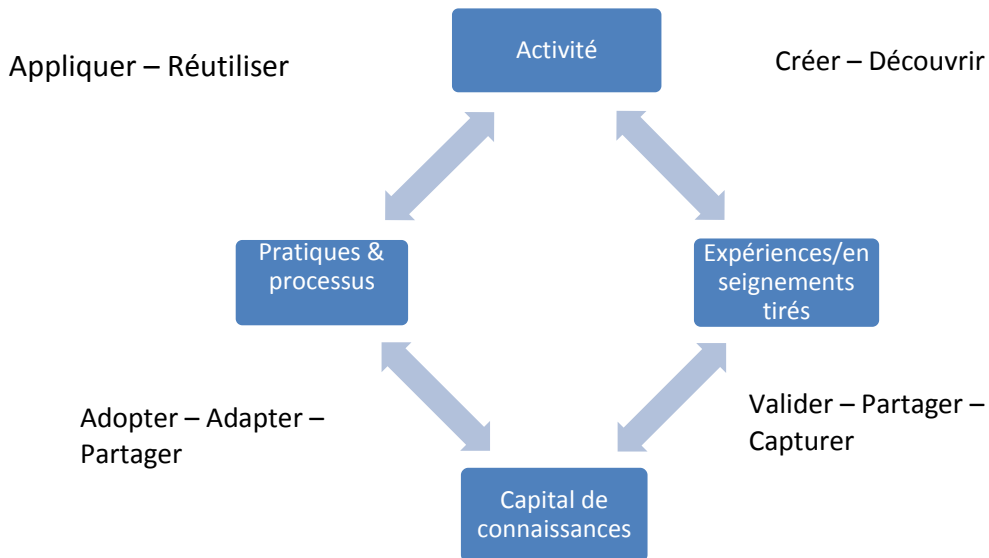 Activité
Appliquer – Réutiliser
Créer – Découvrir
Pratiques &
processus
Expériences/en
seignements
tirés
Adopter – Adapter –
Partager
Valider – Partager –
Capturer
Capital de
connaissances